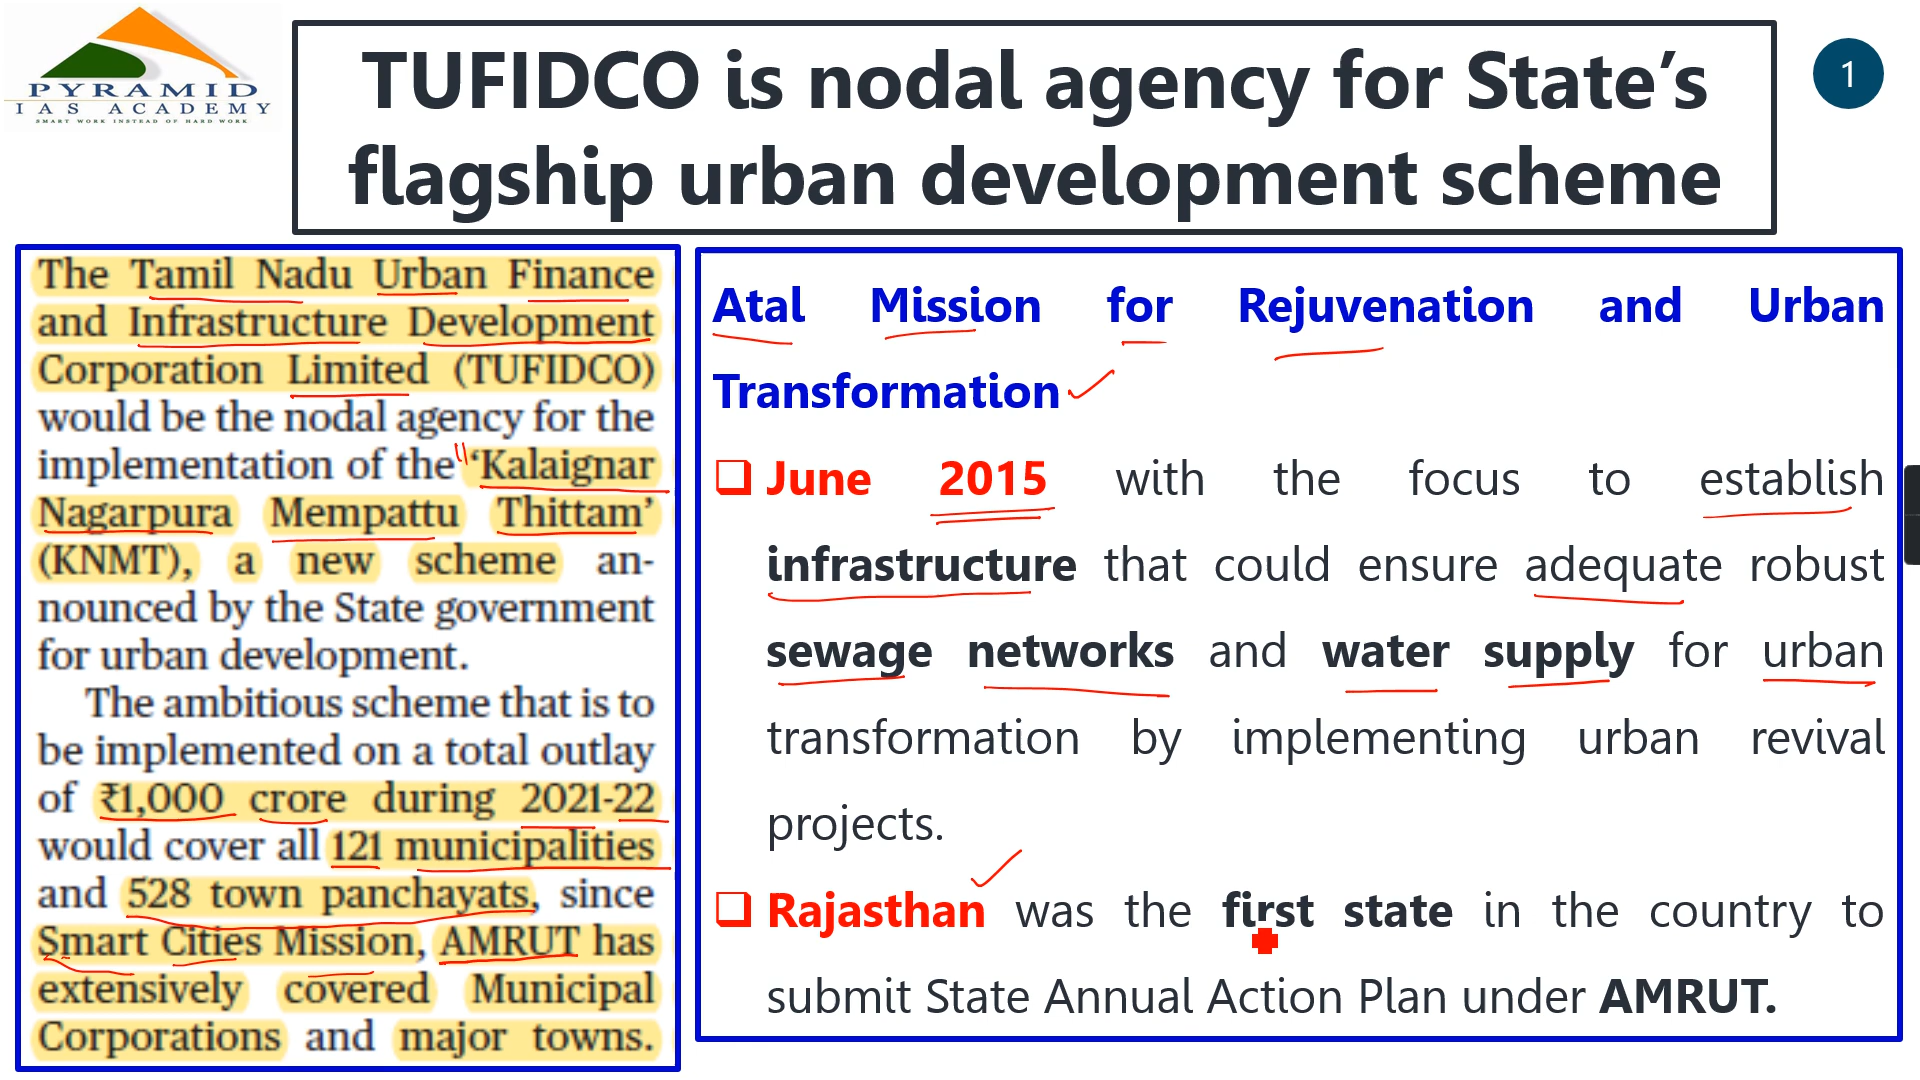 PYRAMID
IAS ACADEMY
SMART WORK INSTEAD OF HARD WORK
TUFIDCO is nodal agency for State’s
flagship urban development scheme
1
The Tamil Nadu Urban Finance
and Infrastructure Development
Corporation Limited (TUFIDCO)
would be the nodal agency for the
implementation of the ‘Kalaignar
Nagarpura Mempattu Thittam’
(KNMT), a new scheme an-
nounced by the State government
for urban development.
The ambitious scheme that is to
be implemented on a total outlay
of ₹1,000 crore during 2021-22
would cover all 121 municipalities
and 528 town panchayats, since
Smart Cities Mission, AMRUT has
extensively covered Municipal
Corporations and major towns.
Atal Mission for Rejuvenation and Urban
Transformation
June 2015 with the focus to establish
infrastructure that could ensure adequate robust
sewage networks and water supply for urban
transformation by implementing urban revival
projects.
Rajasthan was the first state in the country to
submit State Annual Action Plan under AMRUT.